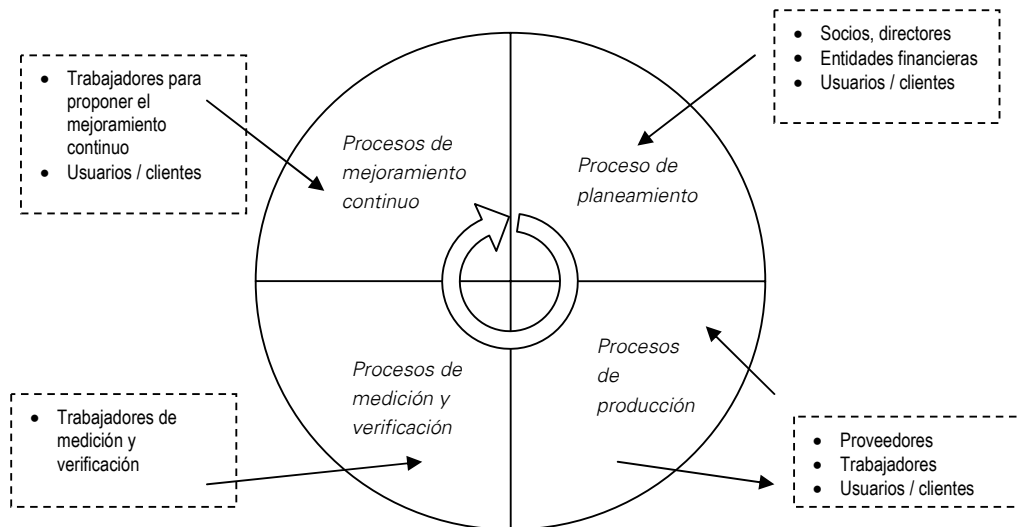 • Trabajadores para
proponer el
mejoramiento
continuo
• Usuarios / clientes
• Socios, directores
• Entidades financieras
• Usuarios / clientes
Procesos de
mejoramiento
continuo
Proceso de
planeamiento
Procesos de
medición y
verificación
Procesos
de
producción
• Trabajadores de
medición y
verificación
• Proveedores
• Trabajadores
• Usuarios / clientes